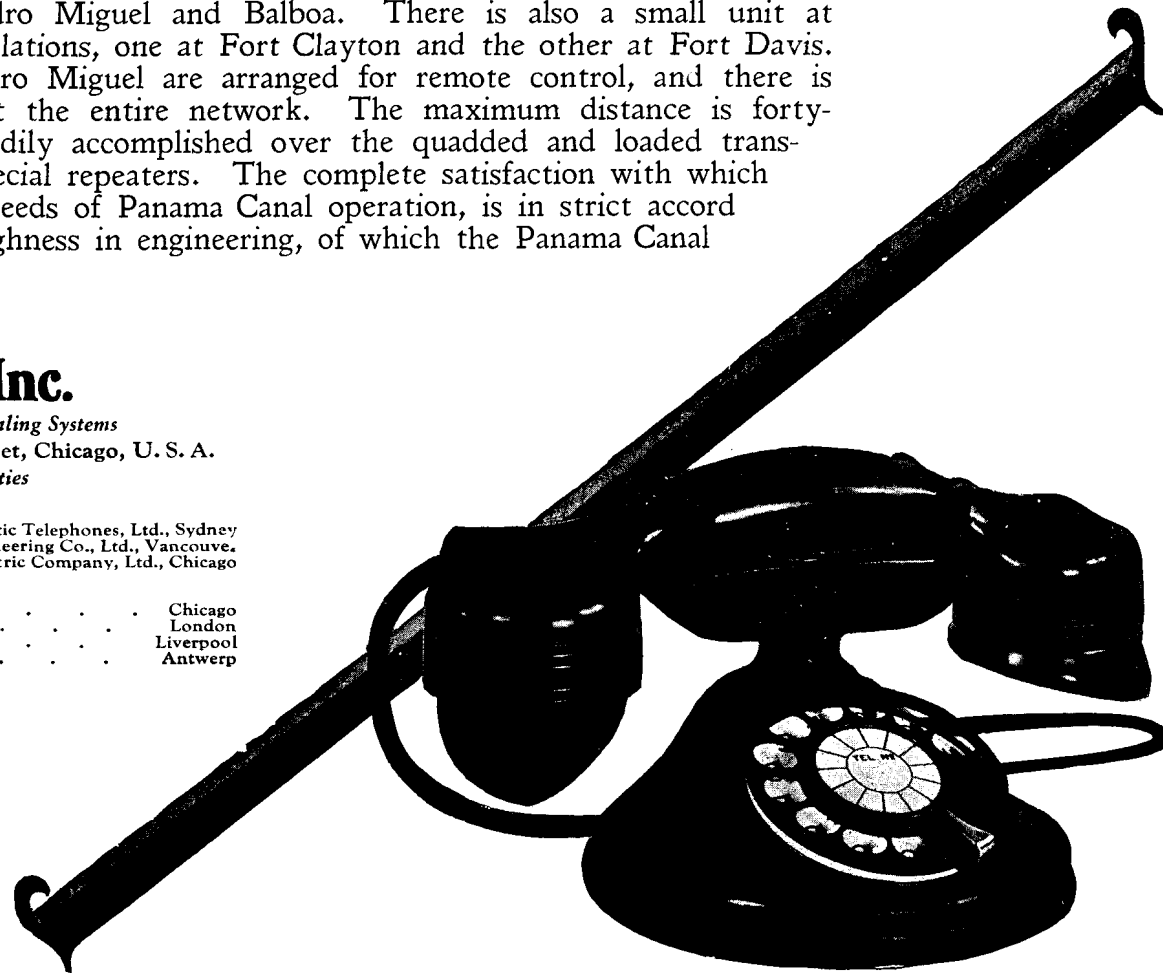 dro Miguel and Balboa. There is also a small unit at
lations, one at Fort Clayton and the other at Fort Davis.
ro Miguel are arranged for remote control, and there is
t the entire network. The maximum distance is forty-
dily accomplished over the quadded and loaded trans-
ecial repeaters. The complete satisfaction with which
eeds of Panama Canal operation, is in strict accord
ghness in engineering, of which the Panama Canal
Inc.
aling Systems
et, Chicago, U. S. A.
ties
ic Telephones, Ltd., Sydney
eering Co., Ltd., Vancouve.
tric Company, Ltd., Chicago
. . . Chicago
. . . London
. . . Liverpool
. . . Antwerp
TEL. NO